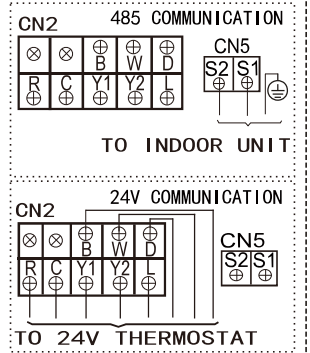 485 COMMUNICATION
CN2
B W D
R C Y1 Y2 L
CN5
S2 S1
TO INDOOR UNIT
24V COMMUNICATION
CN2
B W D
R C Y1 Y2 L
CN5
S2 S1
TO 24V THERMOSTAT